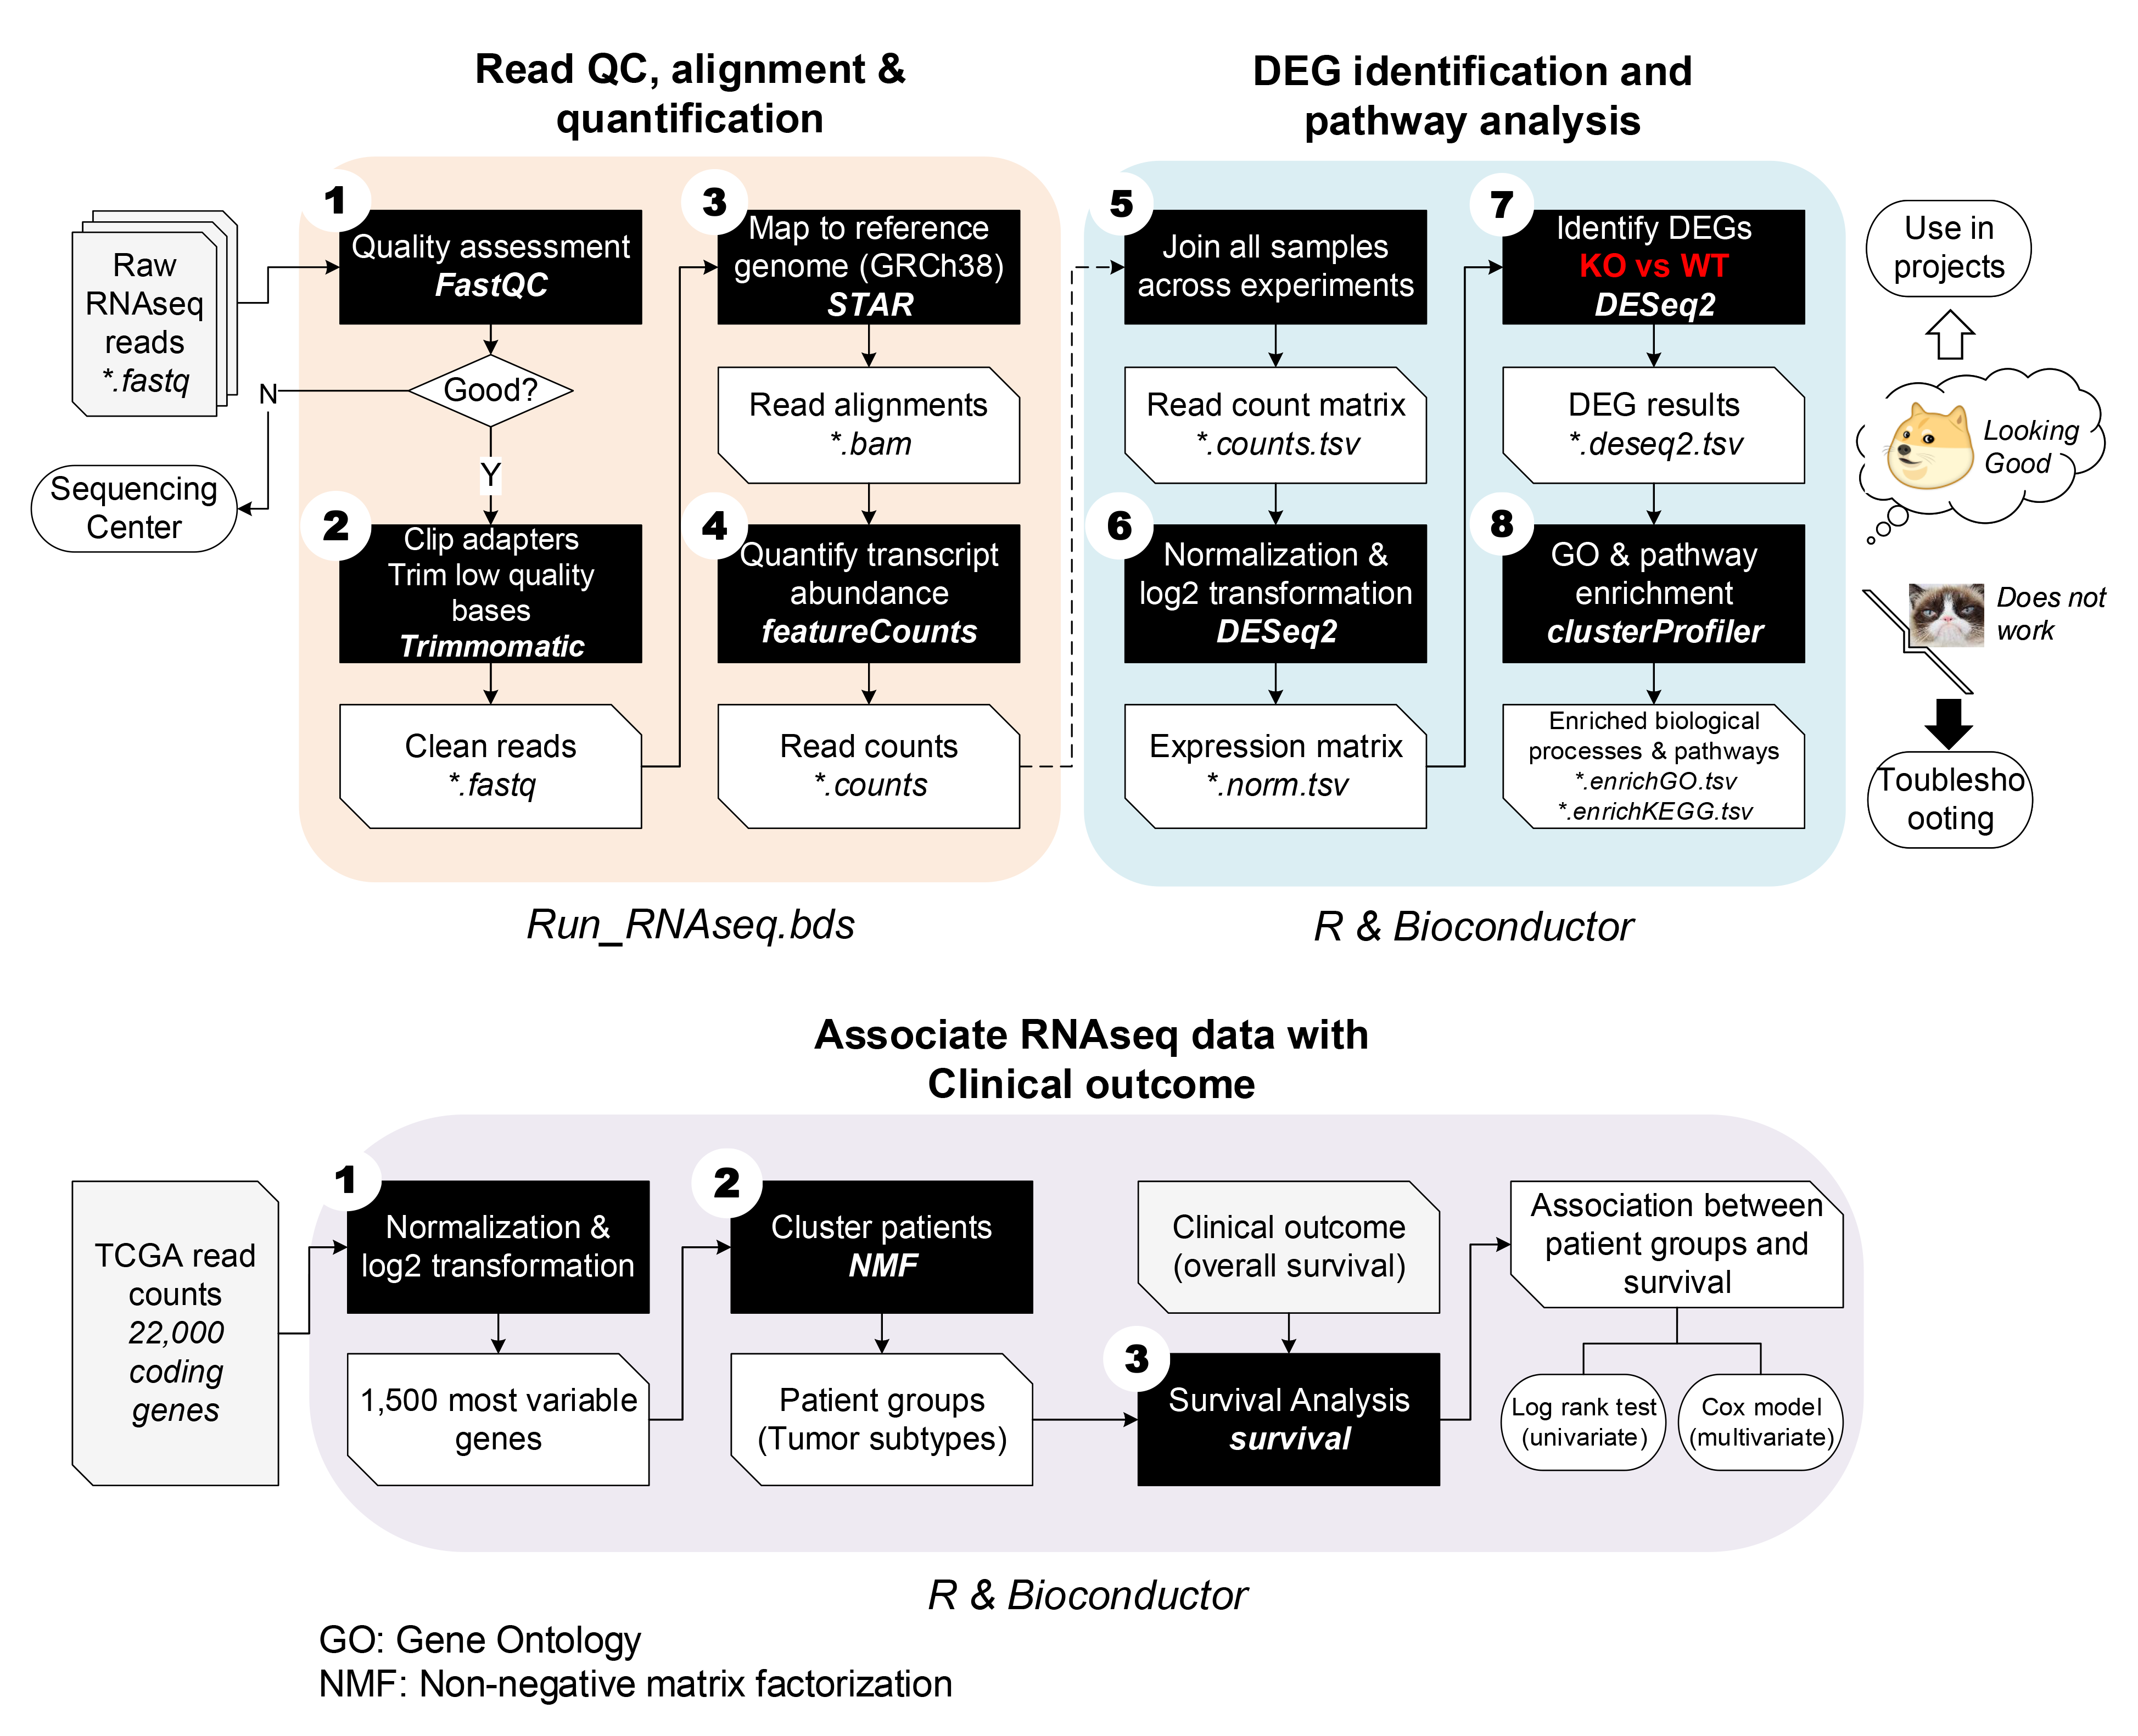 Read QC, alignment &
quantification
DEG identification and
pathway analysis
Raw
RNAseq
reads
*.fastq
1
Quality assessment
FastQC
Good?
N
Y
Sequencing
Center
2
Clip adapters
Trim low quality
bases
Trimmomatic
Clean reads
*.fastq
3
Map to reference
genome (GRCh38)
STAR
Read alignments
*.bam
4
Quantify transcript
abundance
featureCounts
Read counts
*.counts
5
Join all samples
across experiments
Read count matrix
*.counts.tsv
6
Normalization &
log2 transformation
DESeq2
Expression matrix
*.norm.tsv
7
Identify DEGs
KO vs WT
DESeq2
DEG results
*.deseq2.tsv
8
GO & pathway
enrichment
clusterProfiler
Enriched biological
processes & pathways
*.enrichGO.tsv
*.enrichKEGG.tsv
Use in
projects
Looking
Good
Does not
work
Toublesho
oting
Run_RNAseq.bds
R & Bioconductor
Associate RNAseq data with
Clinical outcome
TCGA read
counts
22,000
coding
genes
1
Normalization &
log2 transformation
1,500 most variable
genes
2
Cluster patients
NMF
Patient groups
(Tumor subtypes)
Clinical outcome
(overall survival)
3
Survival Analysis
survival
Association between
patient groups and
survival
Log rank test
(univariate)
Cox model
(multivariate)
R & Bioconductor
GO: Gene Ontology
NMF: Non-negative matrix factorization